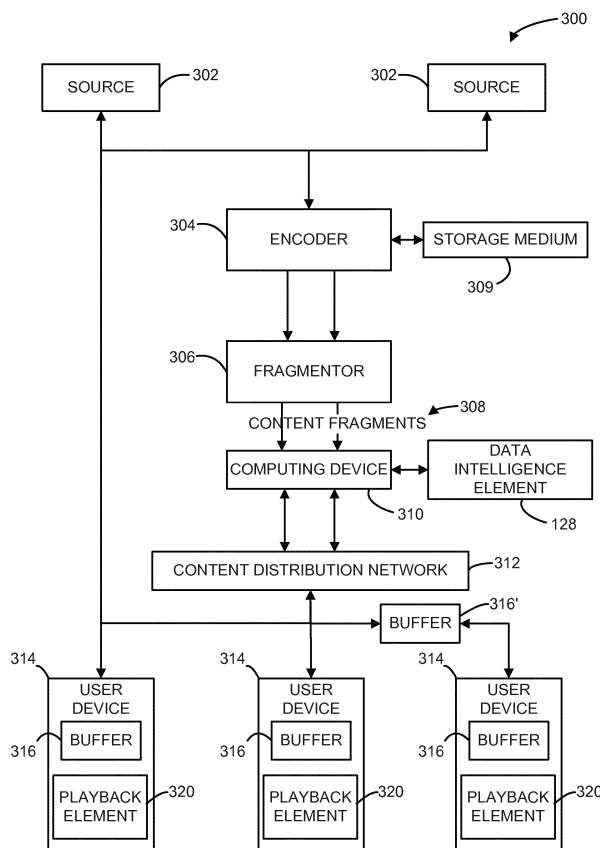 300
SOURCE
302
302
SOURCE
304
ENCODER
STORAGE MEDIUM
309
306
FRAGMENTOR
308
CONTENT FRAGMENTS
COMPUTING DEVICE
310
DATA
INTELLIGENCE
ELEMENT
128
CONTENT DISTRIBUTION NETWORK
312
BUFFER
316'
314
USER
DEVICE
316
BUFFER
PLAYBACK
ELEMENT
320
314
USER
DEVICE
316
BUFFER
PLAYBACK
ELEMENT
320
314
USER
DEVICE
316
BUFFER
PLAYBACK
ELEMENT
320